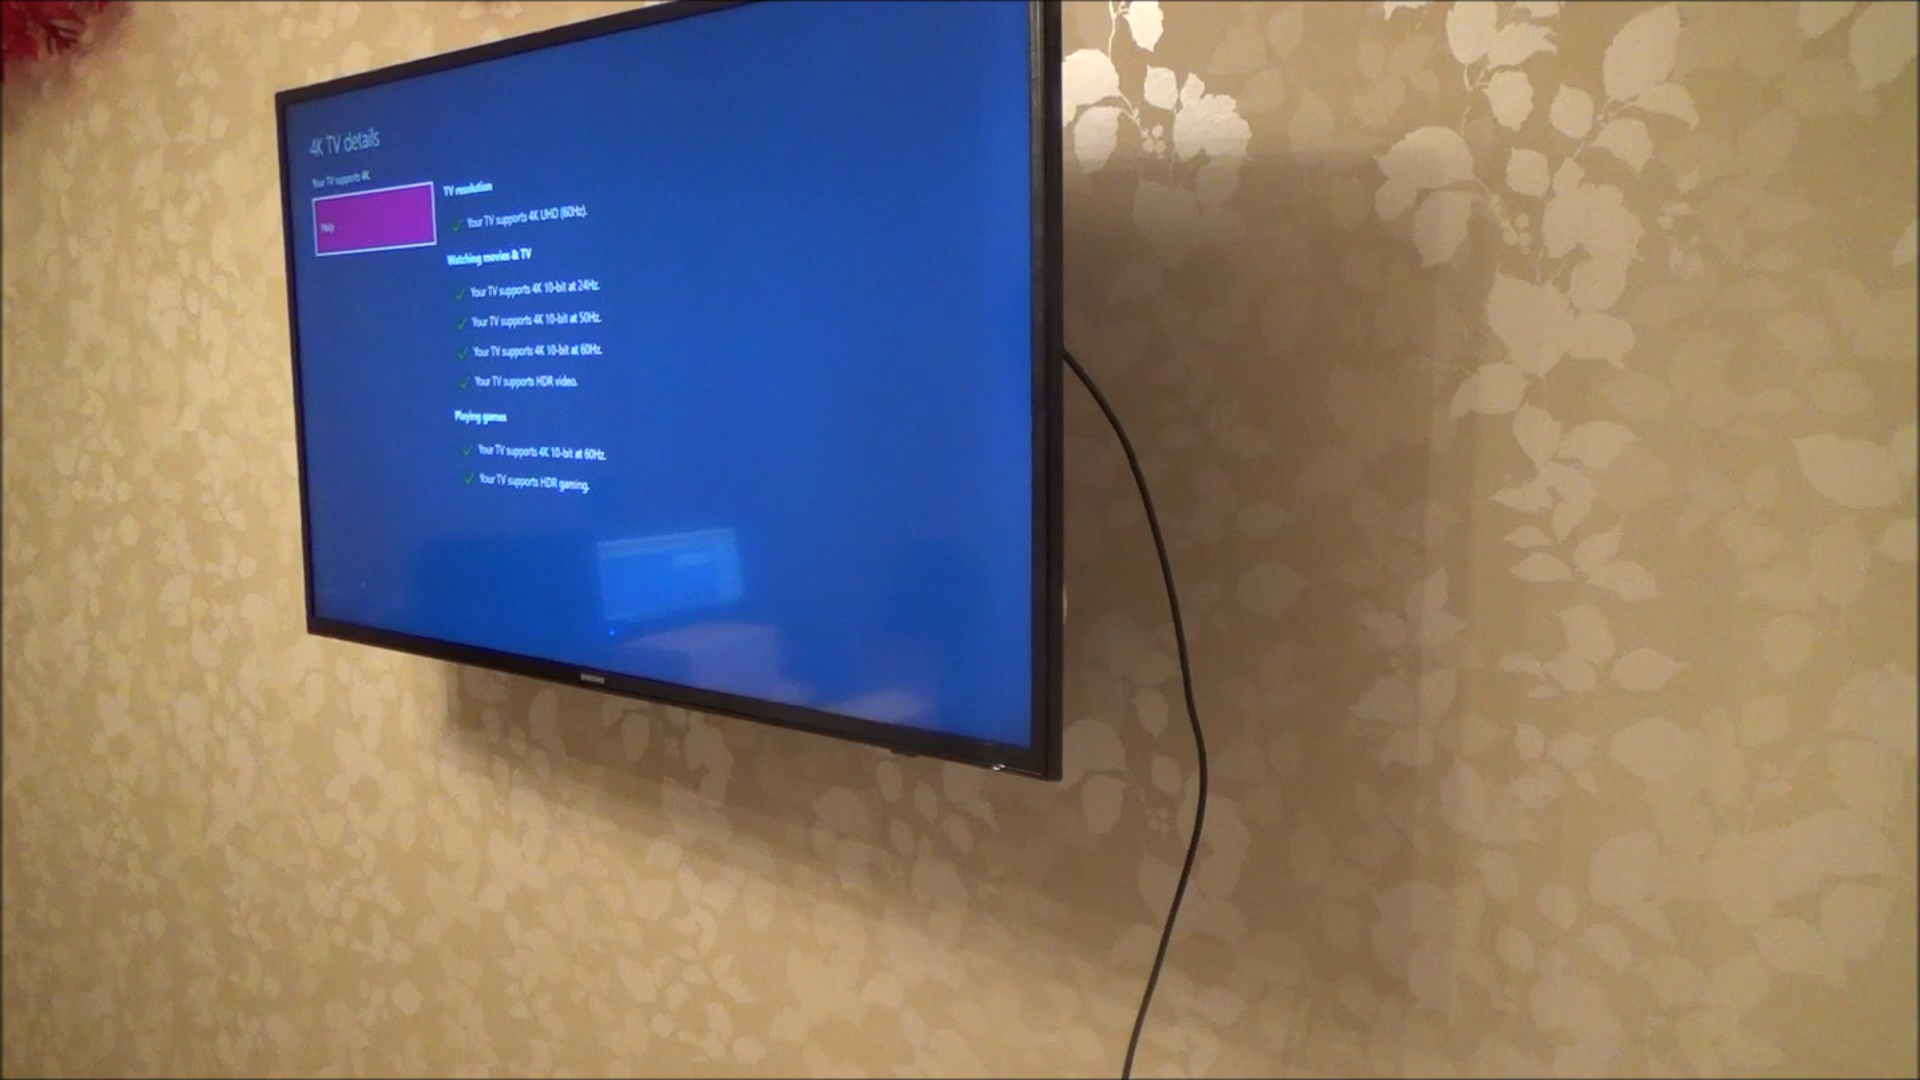 4K TV details
Your TV supports 4K
Help
TV resolution
Your TV supports 4K UHD (60Hz).
Watching movies & TV
Your TV supports 4K 10-bit at 24Hz.
Your TV supports 4K 10-bit at 50Hz.
Your TV supports 4K 10-bit at 60Hz.
Your TV supports HDR video.
Playing games
Your TV supports 4K 10-bit at 60Hz.
Your TV supports HDR gaming.
SAMSUNG